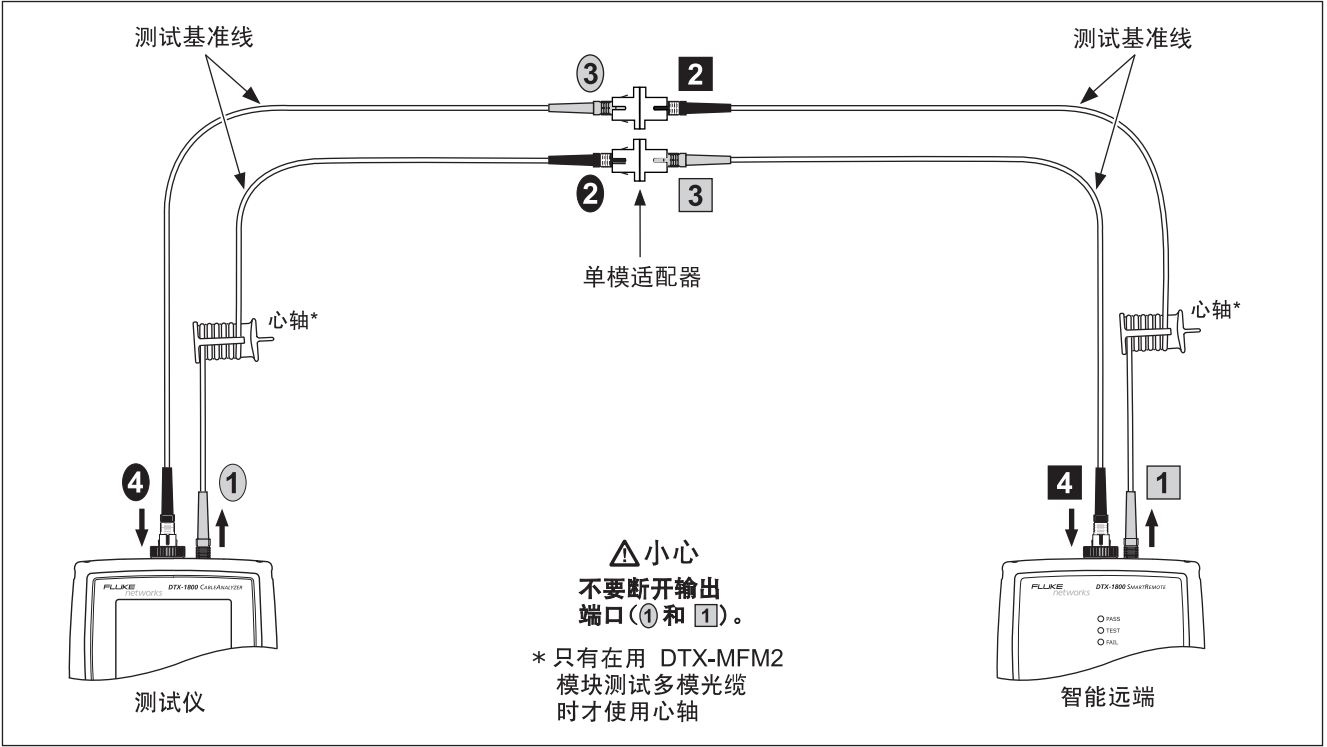 测试基准线
测试基准线
3
2
2
3
单模适配器
心轴*
心轴*
4
1
4
1
小心
不要断开输出
端口(1和 1)。
* 只有在用 DTX-MFM2
模块测试多模光缆
时才使用心轴
FLUKE
networks
DTX-1800 CABLEANALYZER
FLUKE
networks
DTX-1800 SMARTREMOTE
PASS
TEST
FAIL
测试仪
智能远端